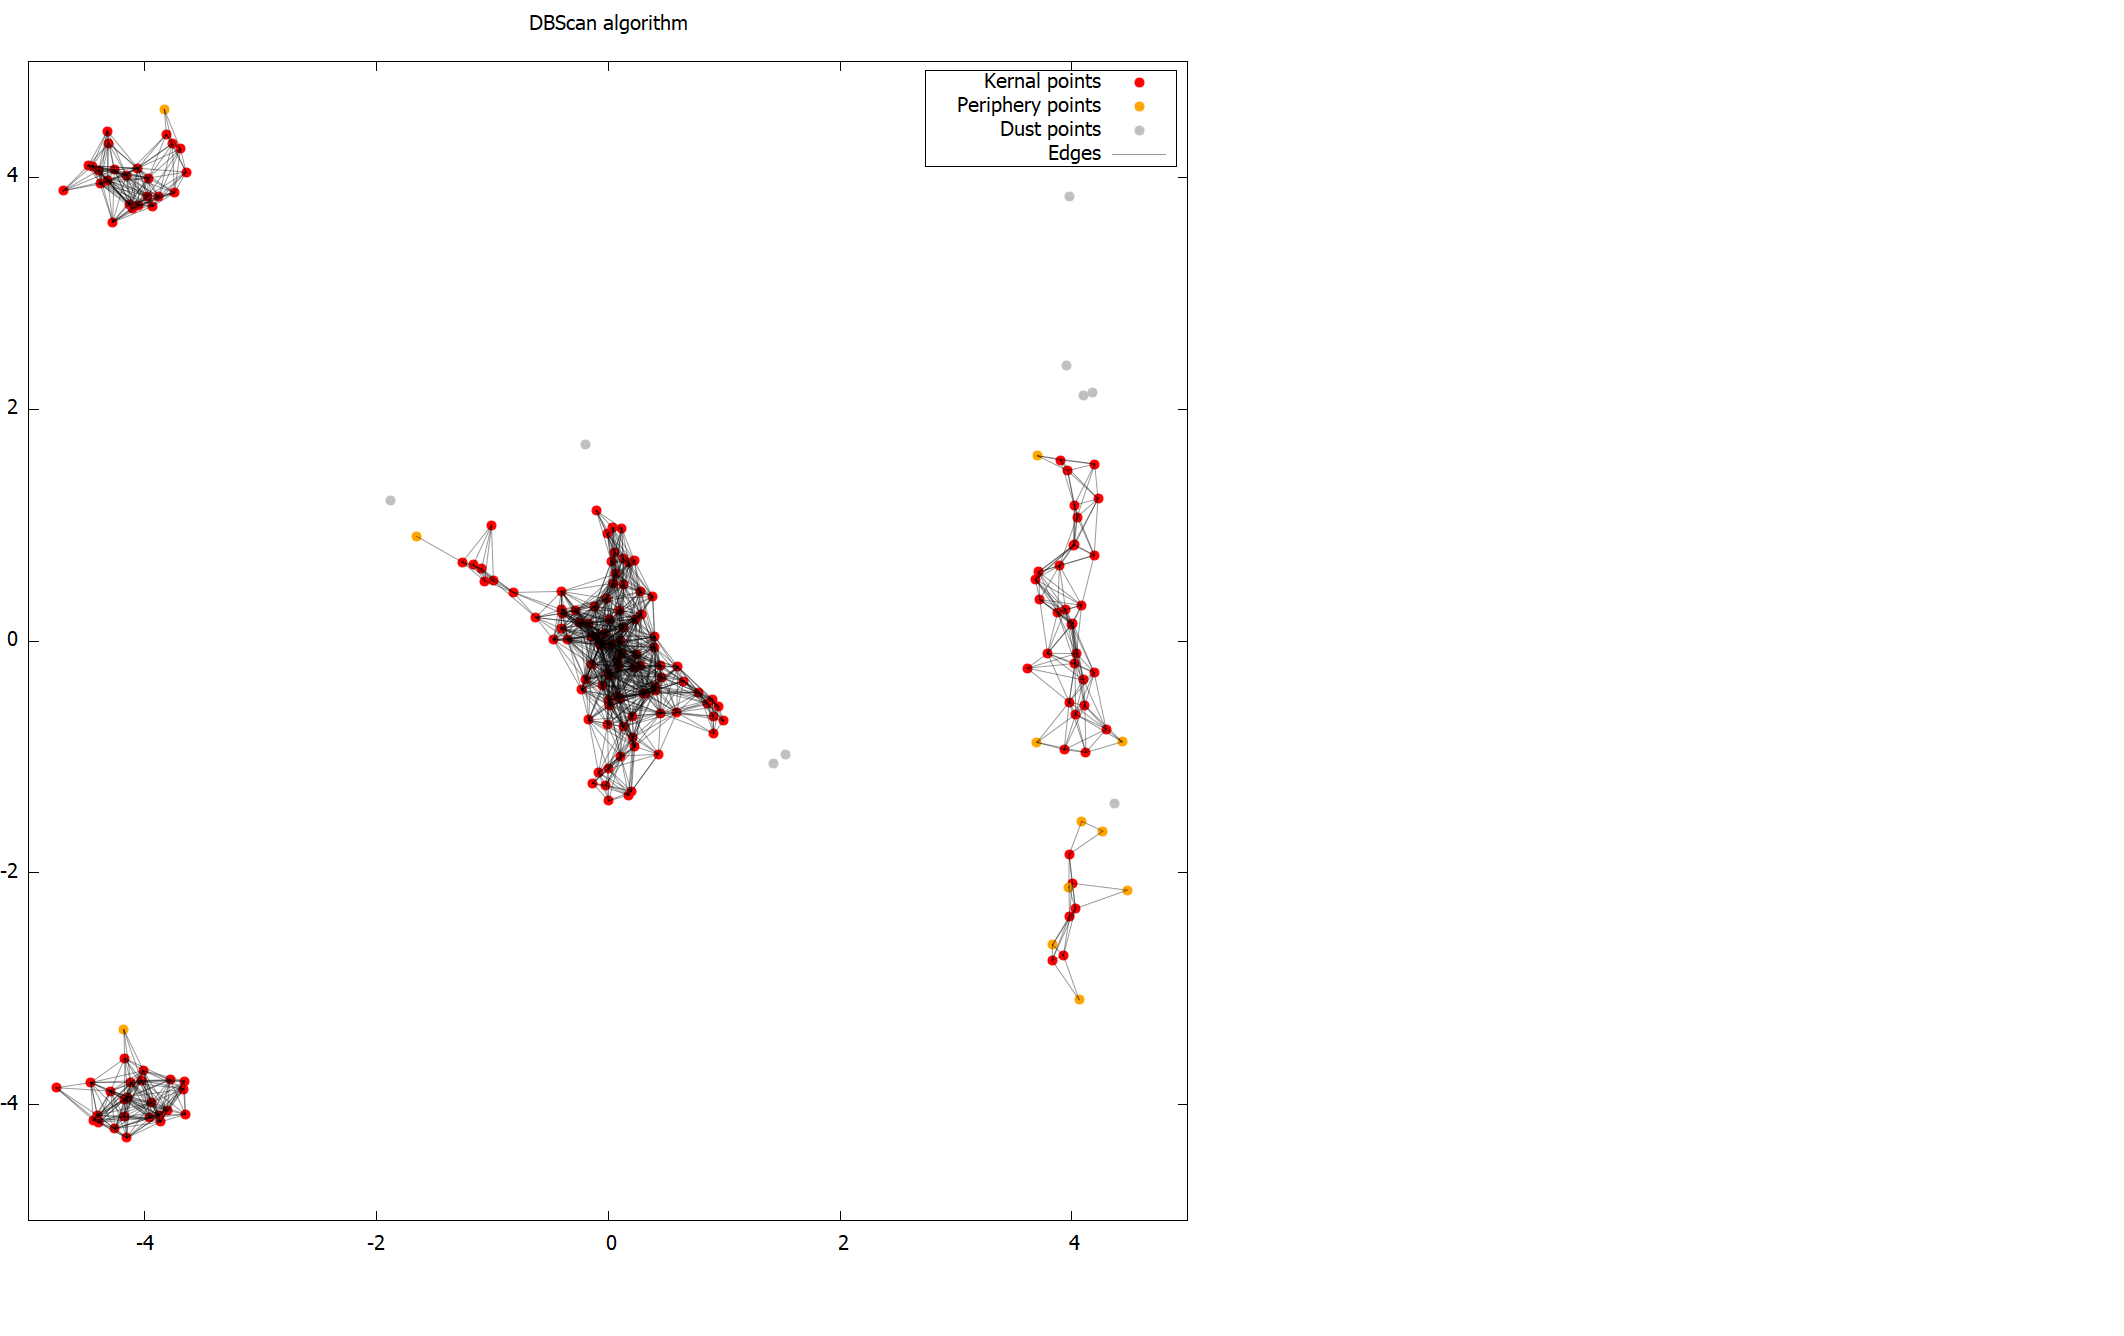 DBScan algorithm
Kernal points
Periphery points
Dust points
Edges
4
2
0
-2
-4
-4
-2
0
2
4